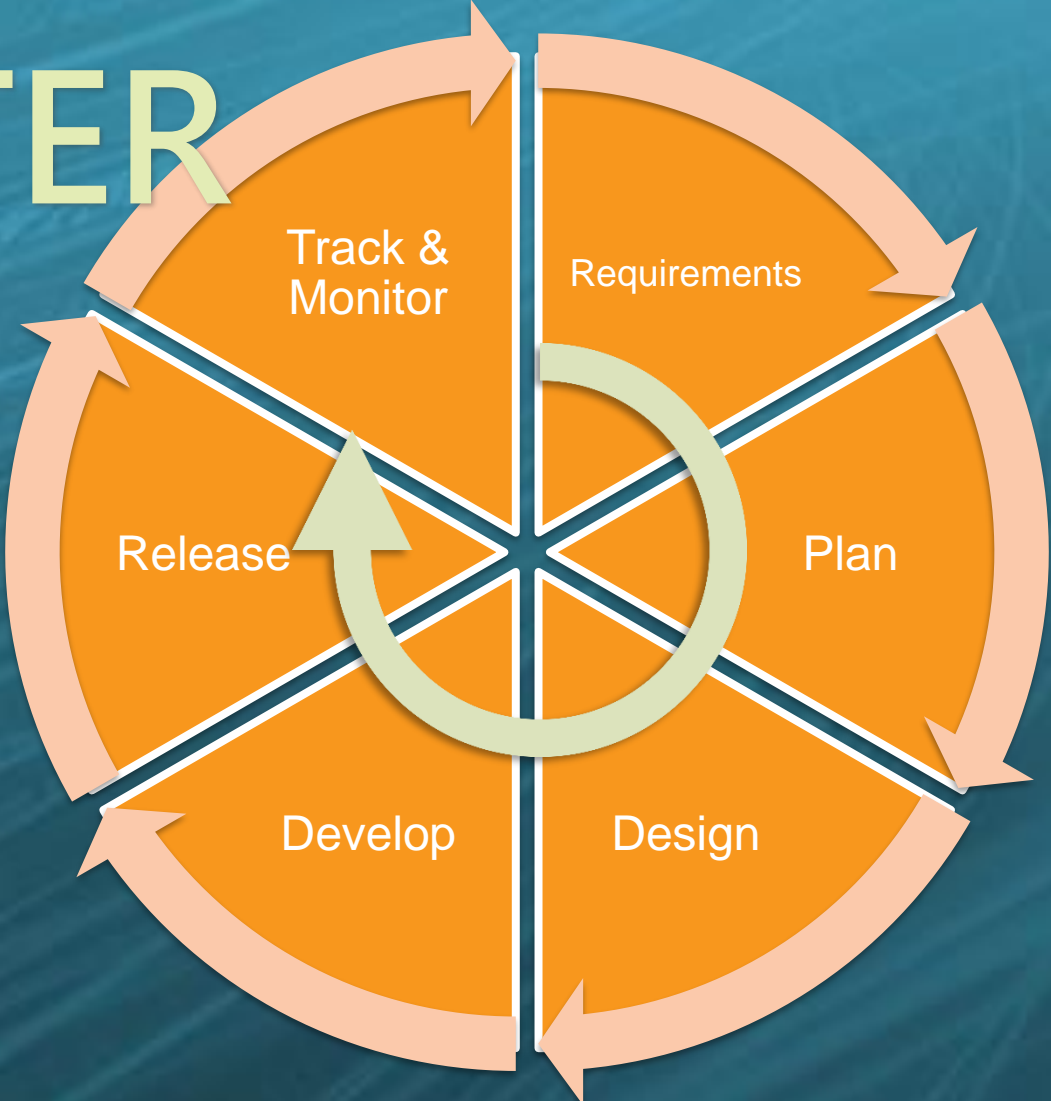 TER
Track &
Monitor
Requirements
Release
Plan
Develop
Design